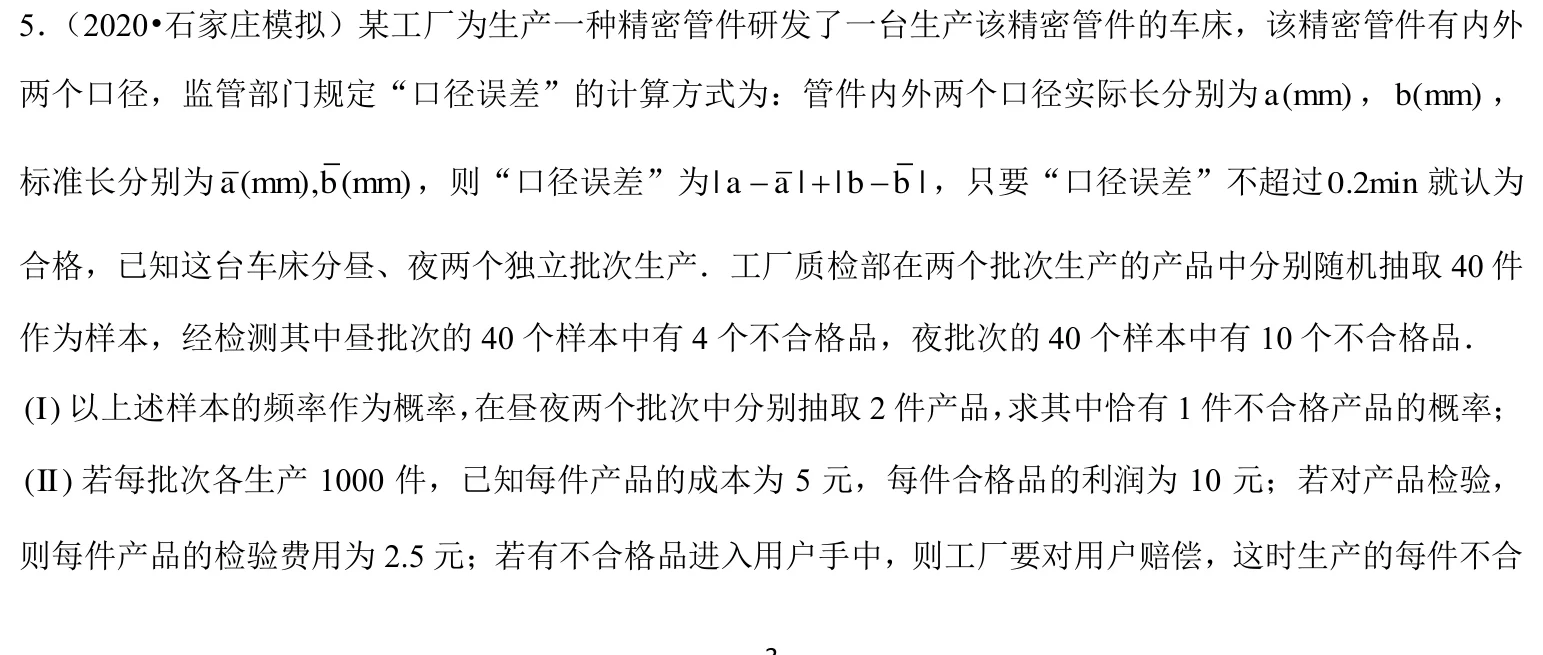 5.（2020•石家庄模拟）某工厂为生产一种精密管件研发了一台生产该精密管件的车床，该精密管件有内外
两个口径，监管部门规定“口径误差”的计算方式为：管件内外两个口径实际长分别为a(mm)，b(mm)，
标准长分别为a̅(mm),b̅(mm)，则“口径误差”为|a−a̅|+|b−b̅|，只要“口径误差”不超过0.2min就认为
合格，已知这台车床分昼、夜两个独立批次生产．工厂质检部在两个批次生产的产品中分别随机抽取40件
作为样本，经检测其中昼批次的40个样本中有4个不合格品，夜批次的40个样本中有10个不合格品．
(Ⅰ)以上述样本的频率作为概率，在昼夜两个批次中分别抽取2件产品，求其中恰有1件不合格产品的概率；
(Ⅱ)若每批次各生产1000件，已知每件产品的成本为5元，每件合格品的利润为10元；若对产品检验，
则每件产品的检验费用为2.5元；若有不合格品进入用户手中，则工厂要对用户赔偿，这时生产的每件不合